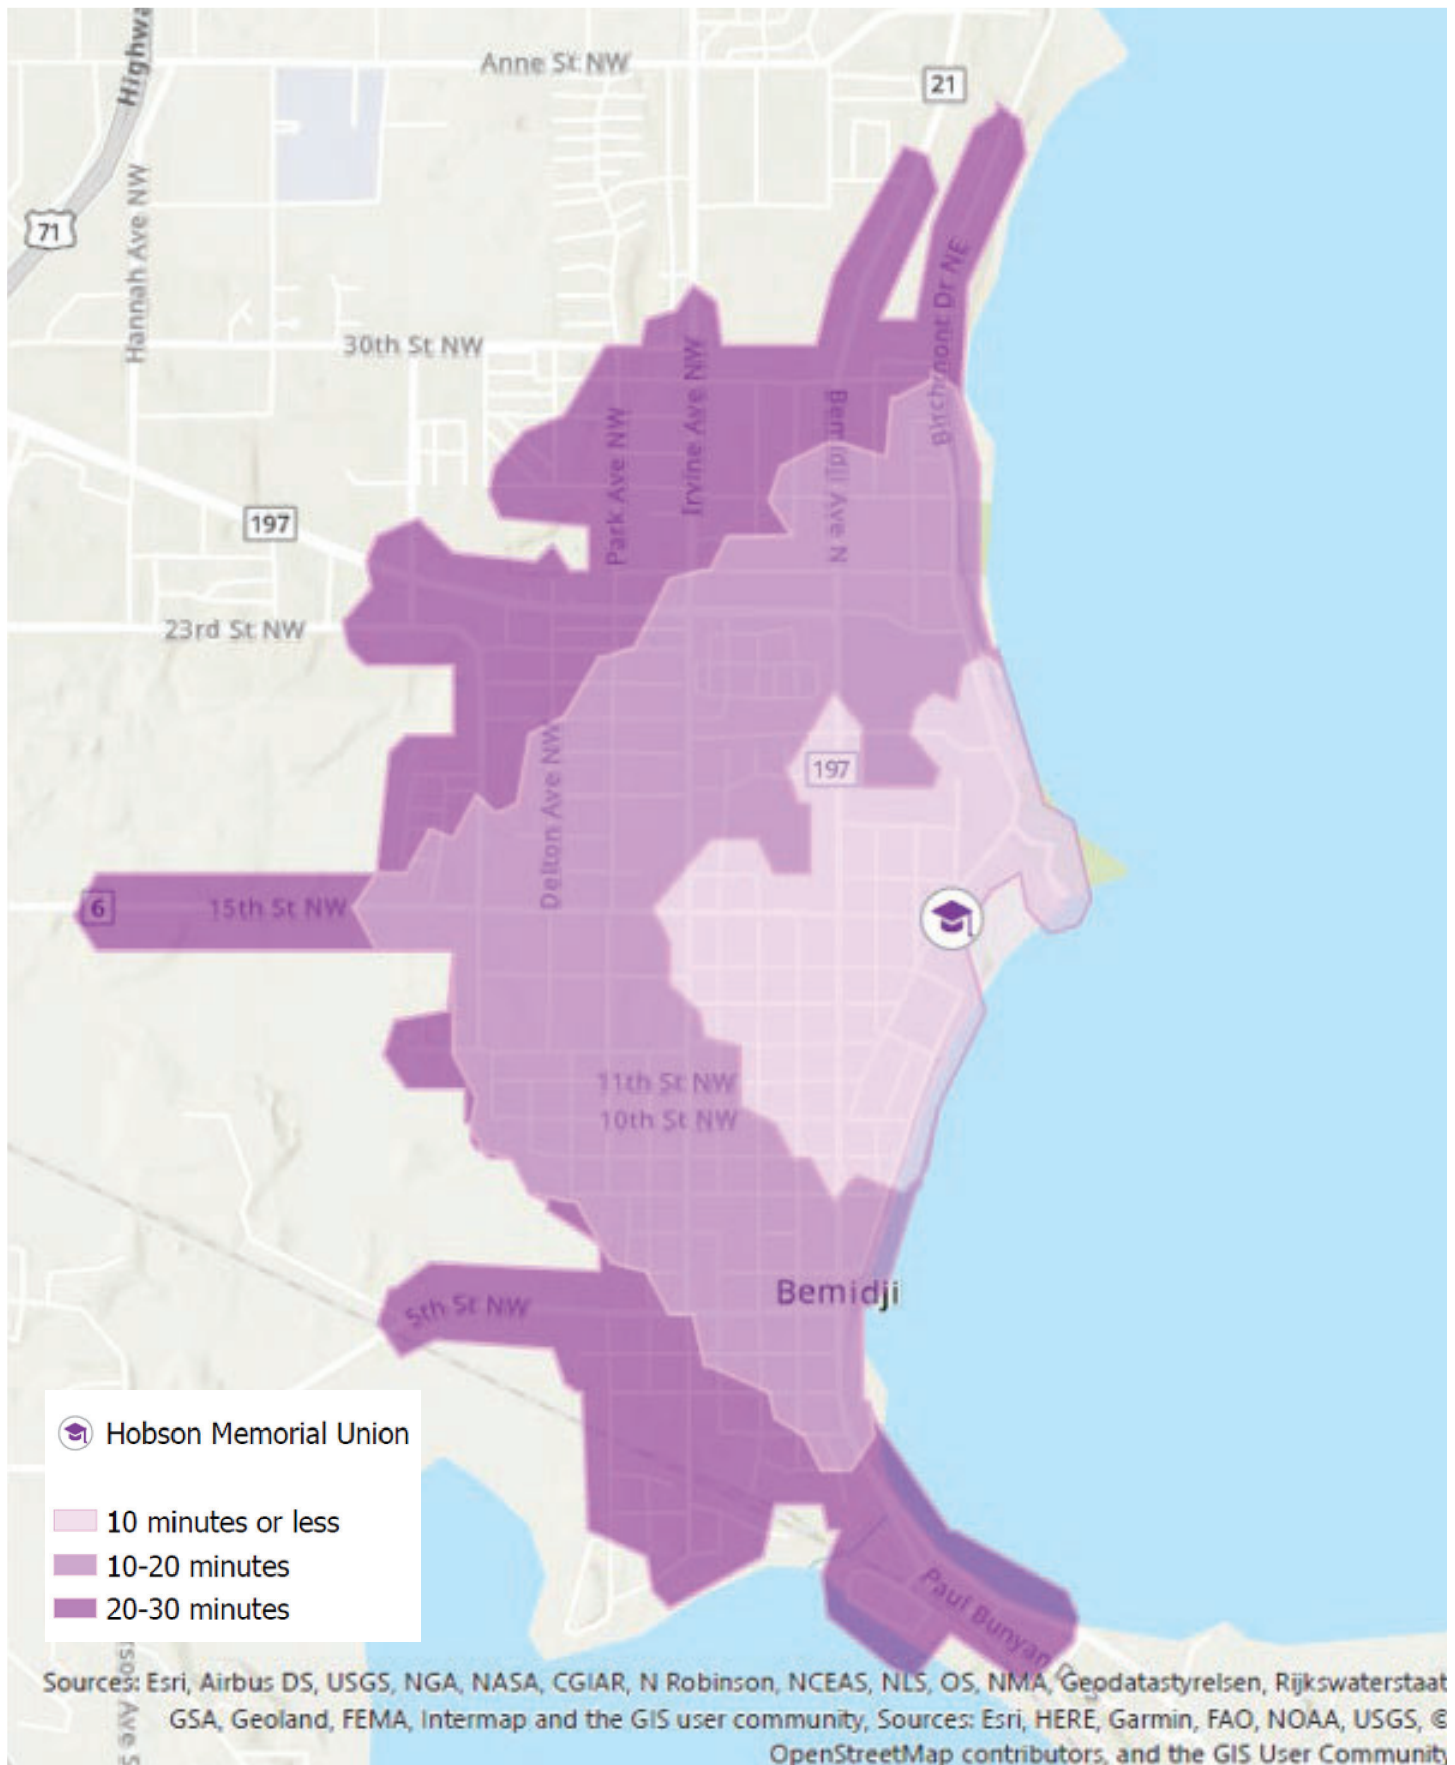 Anne St NW
Highwa
21
71
Hannah Ave NW
Birchmont Dr NE
30th St NW
Irvine Ave NW
Bemidji Ave N
Park Ave NW
197
23rd St NW
Delton Ave NW
197
6
15th St NW
11th St NW
10th St NW
Bemidji
5th St NW
Hobson Memorial Union
10 minutes or less
10-20 minutes
20-30 minutes
Paul Bunyan D
Ave S
Sources: Esri, Airbus DS, USGS, NGA, NASA, CGIAR, N Robinson, NCEAS, NLS, OS, NMA, Geodatastyrelsen, Rijkswaterstaat
GSA, Geoland, FEMA, Intermap and the GIS user community, Sources: Esri, HERE, Garmin, FAO, NOAA, USGS, ©
OpenStreetMap contributors, and the GIS User Community